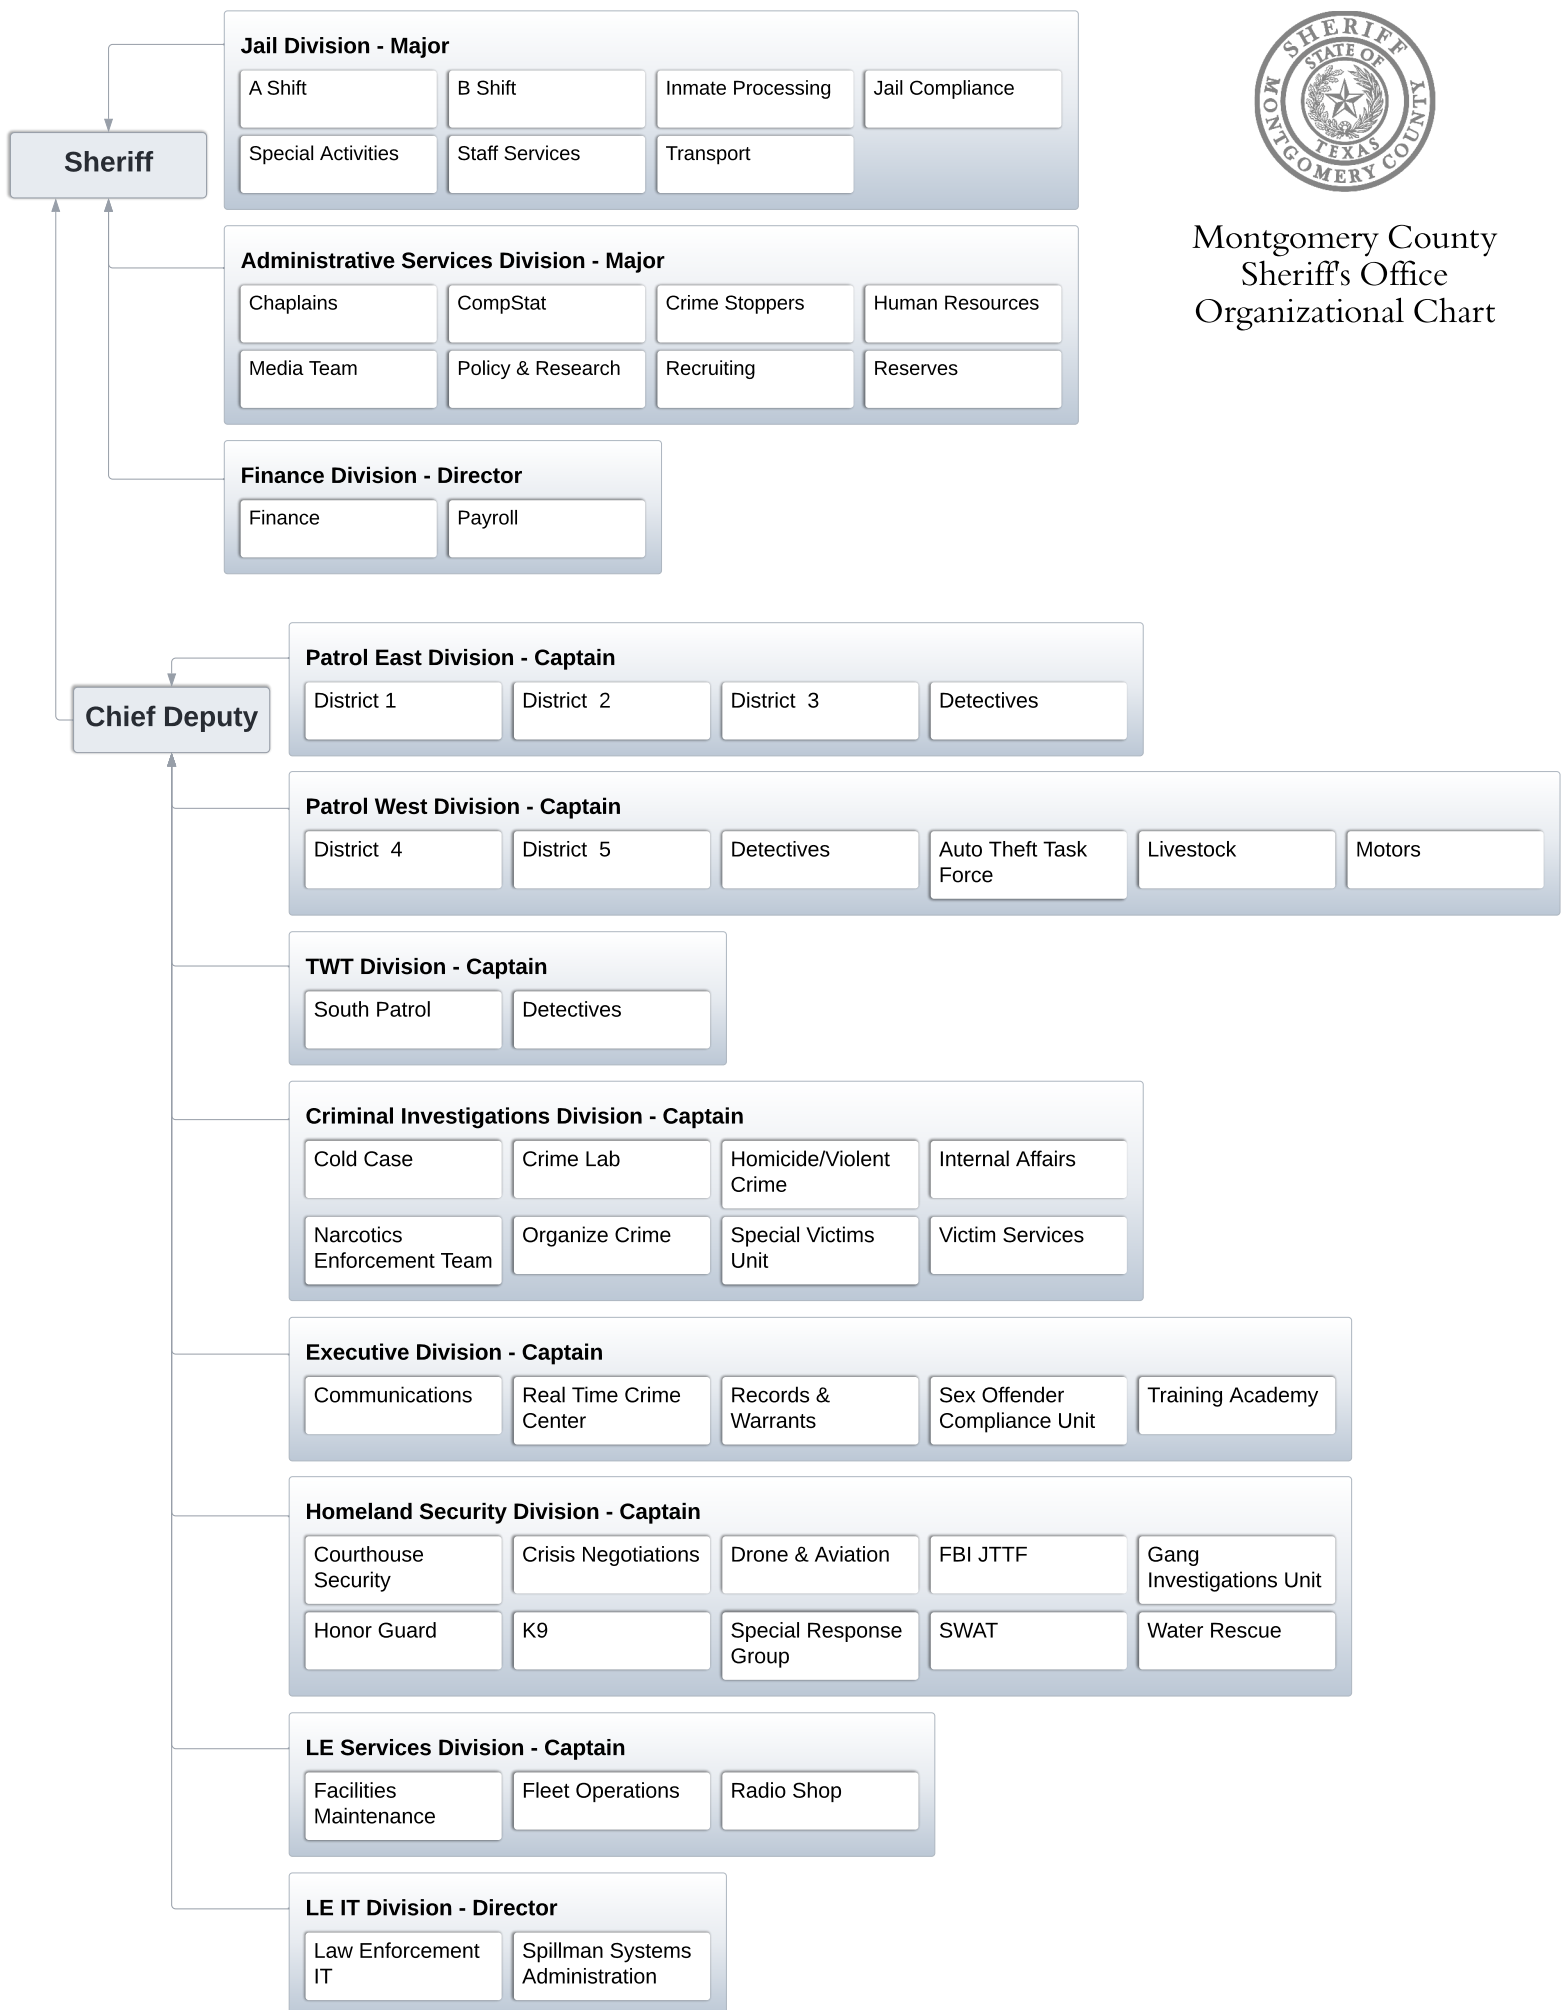 Jail Division - Major
A Shift
B Shift
Inmate Processing
Jail Compliance
Special Activities
Staff Services
Transport
Sheriff
SHERIFF
MONTGOMERY COUNTY
STATE OF
TEXAS
Montgomery County
Sheriff's Office
Organizational Chart
Administrative Services Division - Major
Chaplains
CompStat
Crime Stoppers
Human Resources
Media Team
Policy & Research
Recruiting
Reserves
Finance Division - Director
Finance
Payroll
Chief Deputy
Patrol East Division - Captain
District 1
District  2
District  3
Detectives
Patrol West Division - Captain
District  4
District  5
Detectives
Auto Theft Task
Force
Livestock
Motors
TWT Division - Captain
South Patrol
Detectives
Criminal Investigations Division - Captain
Cold Case
Crime Lab
Homicide/Violent
Crime
Internal Affairs
Narcotics
Enforcement Team
Organize Crime
Special Victims
Unit
Victim Services
Executive Division - Captain
Communications
Real Time Crime
Center
Records &
Warrants
Sex Offender
Compliance Unit
Training Academy
Homeland Security Division - Captain
Courthouse
Security
Crisis Negotiations
Drone & Aviation
FBI JTTF
Gang
Investigations Unit
Honor Guard
K9
Special Response
Group
SWAT
Water Rescue
LE Services Division - Captain
Facilities
Maintenance
Fleet Operations
Radio Shop
LE IT Division - Director
Law Enforcement
IT
Spillman Systems
Administration